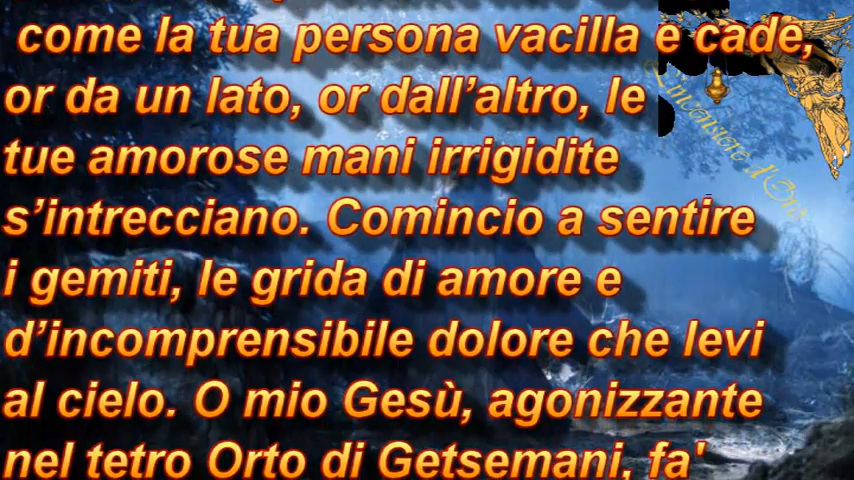 come la tua persona vacilla e cade,
or da un lato, or dall’altro, le
tue amorose mani irrigidite
s’intrecciano. Comincio a sentire
i gemiti, le grida di amore e
d’incomprensibile dolore che levi
al cielo. O mio Gesù, agonizzante
nel tetro Orto di Getsemani, fa'
L'incensiere d'Oro